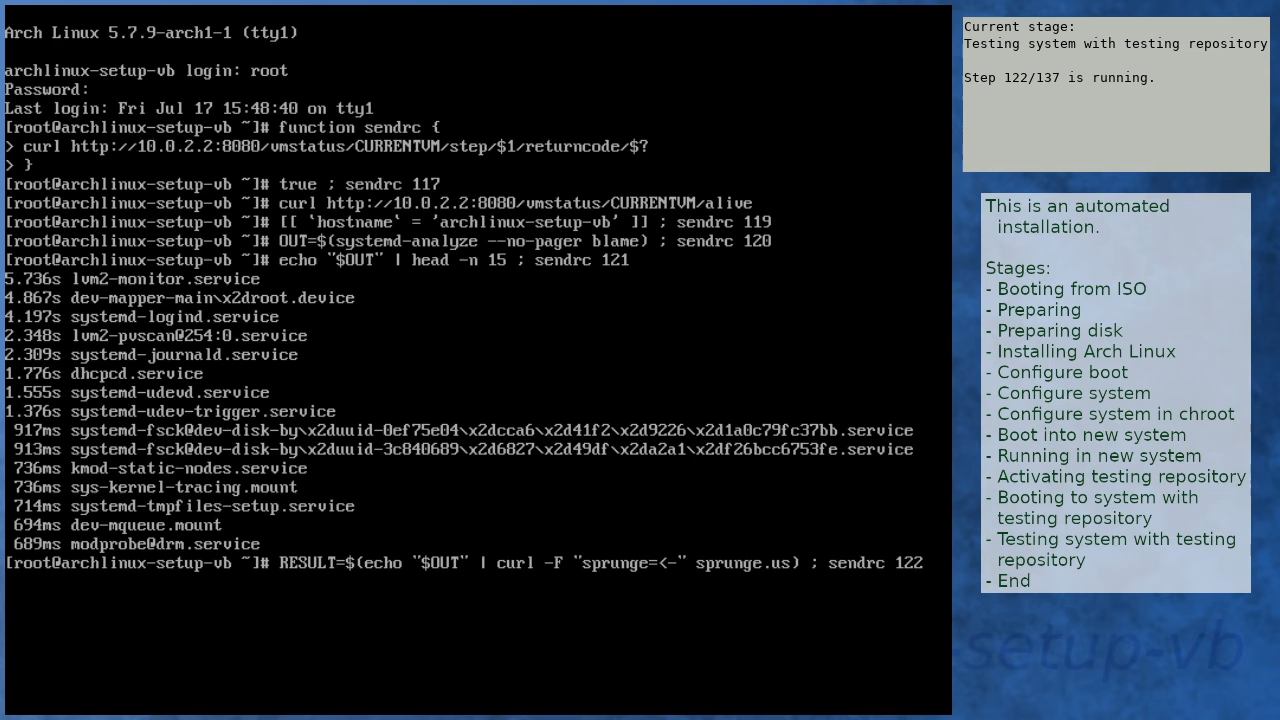 Arch Linux 5.7.9-arch1-1 (tty1)
archlinux-setup-vb login: root
Password:
Last login: Fri Jul 17 15:48:40 on tty1
[root@archlinux-setup-vb ~]# function sendrc {
> curl http://10.0.2.2:8080/vmstatus/CURRENTVM/step/$1/returncode/$?
> }
[root@archlinux-setup-vb ~]# true ; sendrc 117
[root@archlinux-setup-vb ~]# curl http://10.0.2.2:8080/vmstatus/CURRENTVM/alive
[root@archlinux-setup-vb ~]# [[ `hostname` = 'archlinux-setup-vb' ]] ; sendrc 119
[root@archlinux-setup-vb ~]# OUT=$(systemd-analyze --no-pager blame) ; sendrc 120
[root@archlinux-setup-vb ~]# echo "$OUT" | head -n 15 ; sendrc 121
5.736s lvm2-monitor.service
4.867s dev-mapper-main\x2droot.device
4.197s systemd-logind.service
2.348s lvm2-pvscan@254:0.service
2.309s systemd-journald.service
1.776s dhcpcd.service
1.555s systemd-udevd.service
1.376s systemd-udev-trigger.service
917ms systemd-fsck@dev-disk-by\x2duuid-0ef75e04\x2dcca6\x2d41f2\x2d9226\x2d1a0c79fc37bb.service
913ms systemd-fsck@dev-disk-by\x2duuid-3c840689\x2d6827\x2d49df\x2da2a1\x2df26bcc6753fe.service
736ms kmod-static-nodes.service
736ms sys-kernel-tracing.mount
714ms systemd-tmpfiles-setup.service
694ms dev-mqueue.mount
689ms modprobe@drm.service
[root@archlinux-setup-vb ~]# RESULT=$(echo "$OUT" | curl -F "sprunge=<-" sprunge.us) ; sendrc 122
Current stage:
Testing system with testing repository
Step 122/137 is running.
This is an automated
installation.
Stages:
- Booting from ISO
- Preparing
- Preparing disk
- Installing Arch Linux
- Configure boot
- Configure system
- Configure system in chroot
- Boot into new system
- Running in new system
- Activating testing repository
- Booting to system with
testing repository
- Testing system with testing
repository
- End
setup-vb